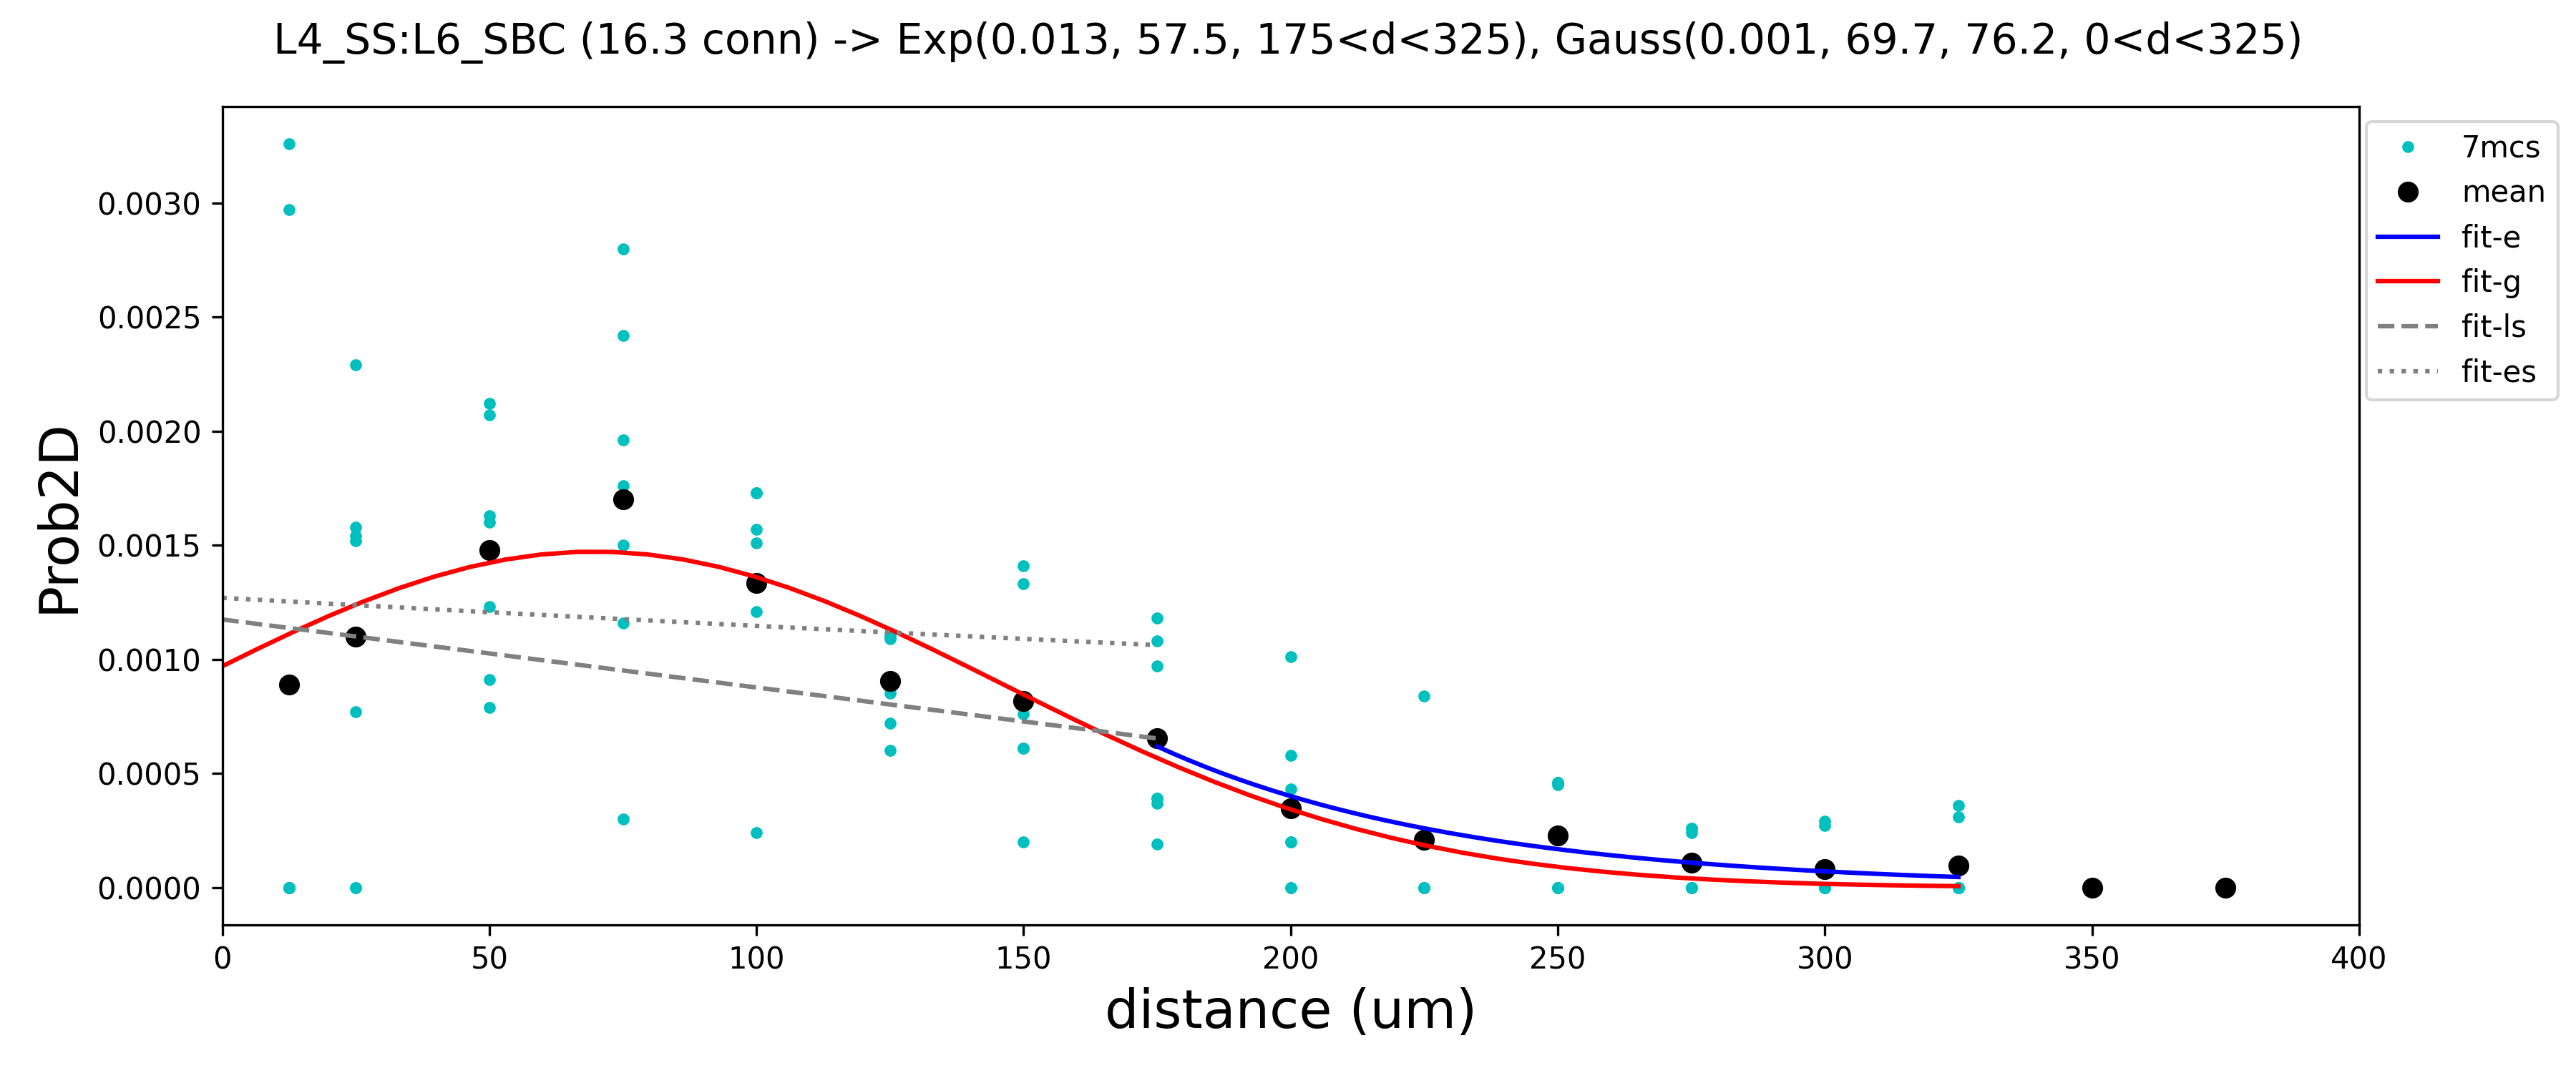 L4_SS:L6_SBC (16.3 conn) -> Exp(0.013, 57.5, 175<d<325), Gauss(0.001, 69.7, 76.2, 0<d<325)
7mcs
mean
fit-e
fit-g
fit-ls
fit-es
Prob2D
0.0030
0.0025
0.0020
0.0015
0.0010
0.0005
0.0000
0 50 100 150 200 250 300 350 400
distance (um)